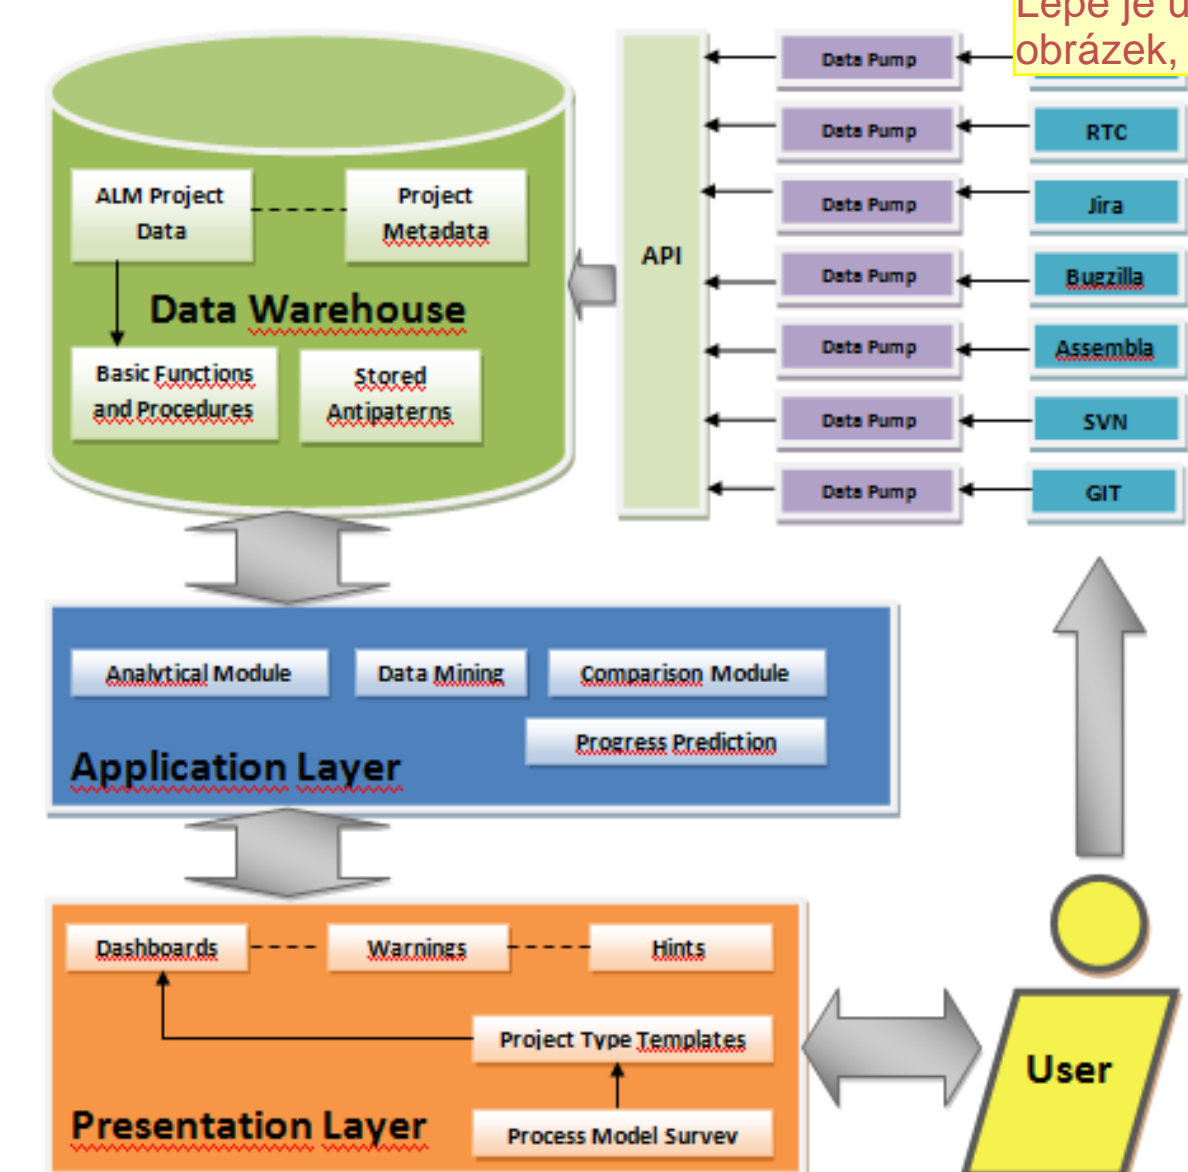 Lépe je u
obrázek,
ALM Project
Data
Project
Metadata
Data Warehouse
Basic Functions
and Procedures
Stored
Antipaterns
API
Data Pump
Data Pump
RTC
Data Pump
Jira
Data Pump
Bugzilla
Data Pump
Assembla
Data Pump
SVN
Data Pump
GIT
Analytical Module
Data Mining
Comparison Module
Progress Prediction
Application Layer
Dashboards
Warnings
Hints
Project Type Templates
Process Model Survey
Presentation Layer
User